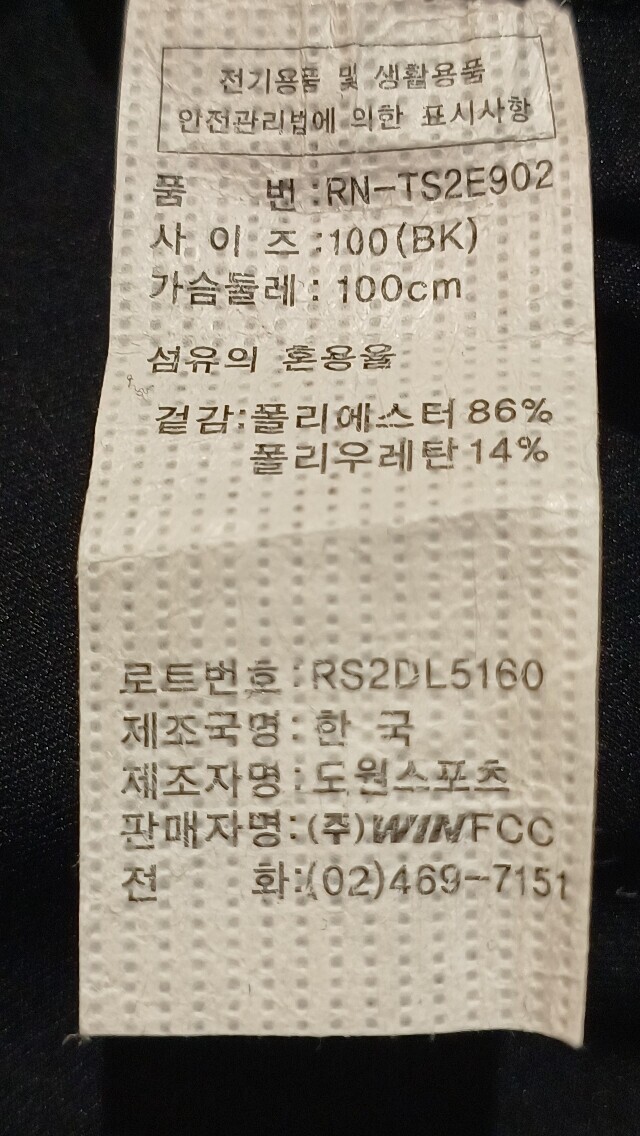 전기용품 및 생활용품
안전관리법에 의한 표시사항
품 번 : RN-TS2E902
사 이 즈 : 100(BK)
가슴둘레 : 100cm
섬유의 혼용율
겉감: 폴리에스터 86%
폴리우레탄 14%
로트번호 : RS2DL5160
제조국명 : 한 국
제조자명 : 도원스포츠
판매자명 : (주)WINFCC
전 화 : (02)469-7151